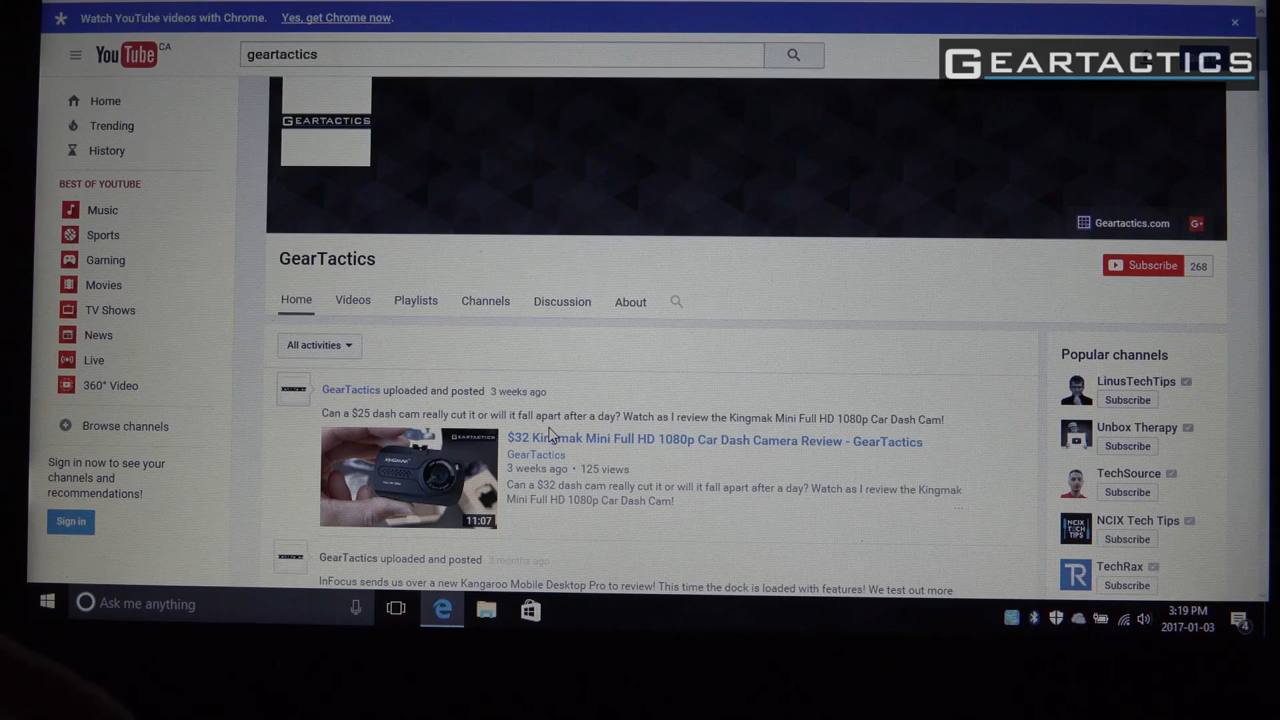 Watch YouTube videos with Chrome. Yes, get Chrome now. ×
YouTube CA
geartactics
GEARTACTICS
Home
Trending
History
BEST OF YOUTUBE
Music
Sports
Gaming
Movies
TV Shows
News
Live
360° Video
Browse channels
Sign in now to see your
channels and
recommendations!
Sign in
GEARTACTICS
Geartactics.com G+
GearTactics
Subscribe 268
Home Videos Playlists Channels Discussion About
All activities
GearTactics uploaded and posted 3 weeks ago
Can a $25 dash cam really cut it or will it fall apart after a day? Watch as I review the Kingmak Mini Full HD 1080p Car Dash Cam!
GEARTACTICS
KINGMAK
11:07
$32 Kingmak Mini Full HD 1080p Car Dash Camera Review - GearTactics
GearTactics
3 weeks ago • 125 views
Can a $32 dash cam really cut it or will it fall apart after a day? Watch as I review the Kingmak
Mini Full HD 1080p Car Dash Cam!
GearTactics uploaded and posted 3 months ago
InFocus sends us over a new Kangaroo Mobile Desktop Pro to review! This time the dock is loaded with features! We test out more
Popular channels
LinusTechTips
Subscribe
Unbox Therapy
Subscribe
TechSource
Subscribe
NCIX TECH TIPS
NCIX Tech Tips
Subscribe
TechRax
Subscribe
Ask me anything
3:19 PM
2017-01-03
4